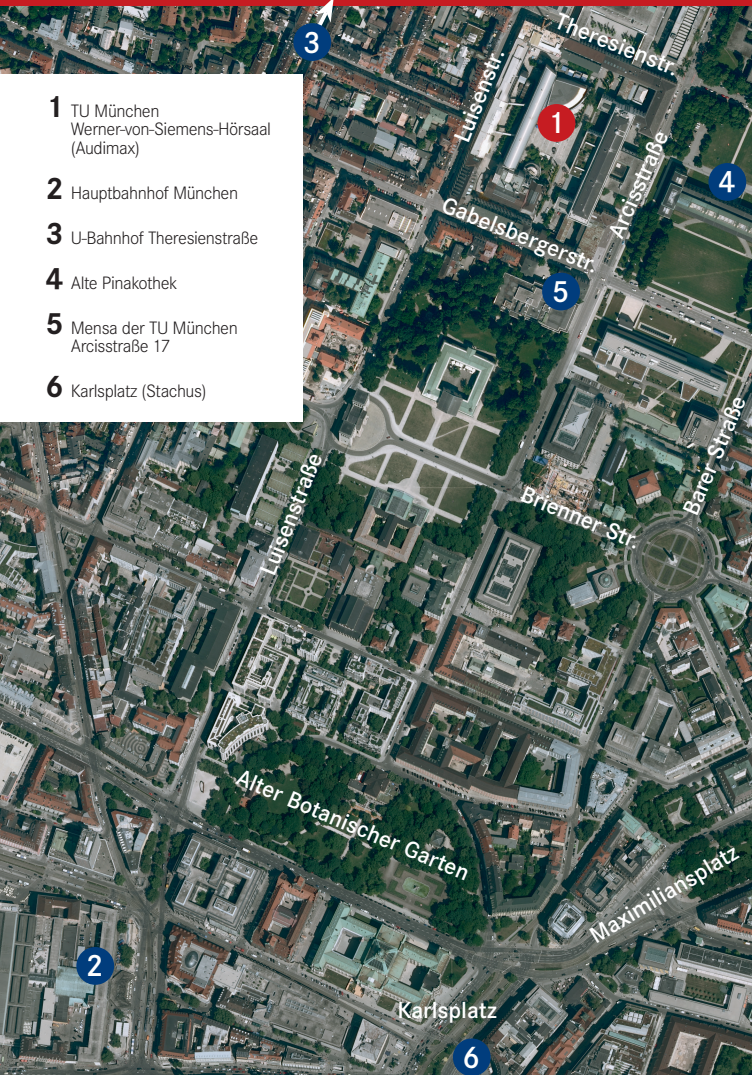 3
Theresienstr.
Luisenstr.
1
Arcisstraße
4
Gabelsbergerstr.
5
1 TU München
Werner-von-Siemens-Hörsaal
(Audimax)
2 Hauptbahnhof München
3 U-Bahnhof Theresienstraße
4 Alte Pinakothek
5 Mensa der TU München
Arcisstraße 17
6 Karlsplatz (Stachus)
Barer Straße
Luisenstraße
Brienner Str.
Alter Botanischer Garten
Maximiliansplatz
2
Karlsplatz
6